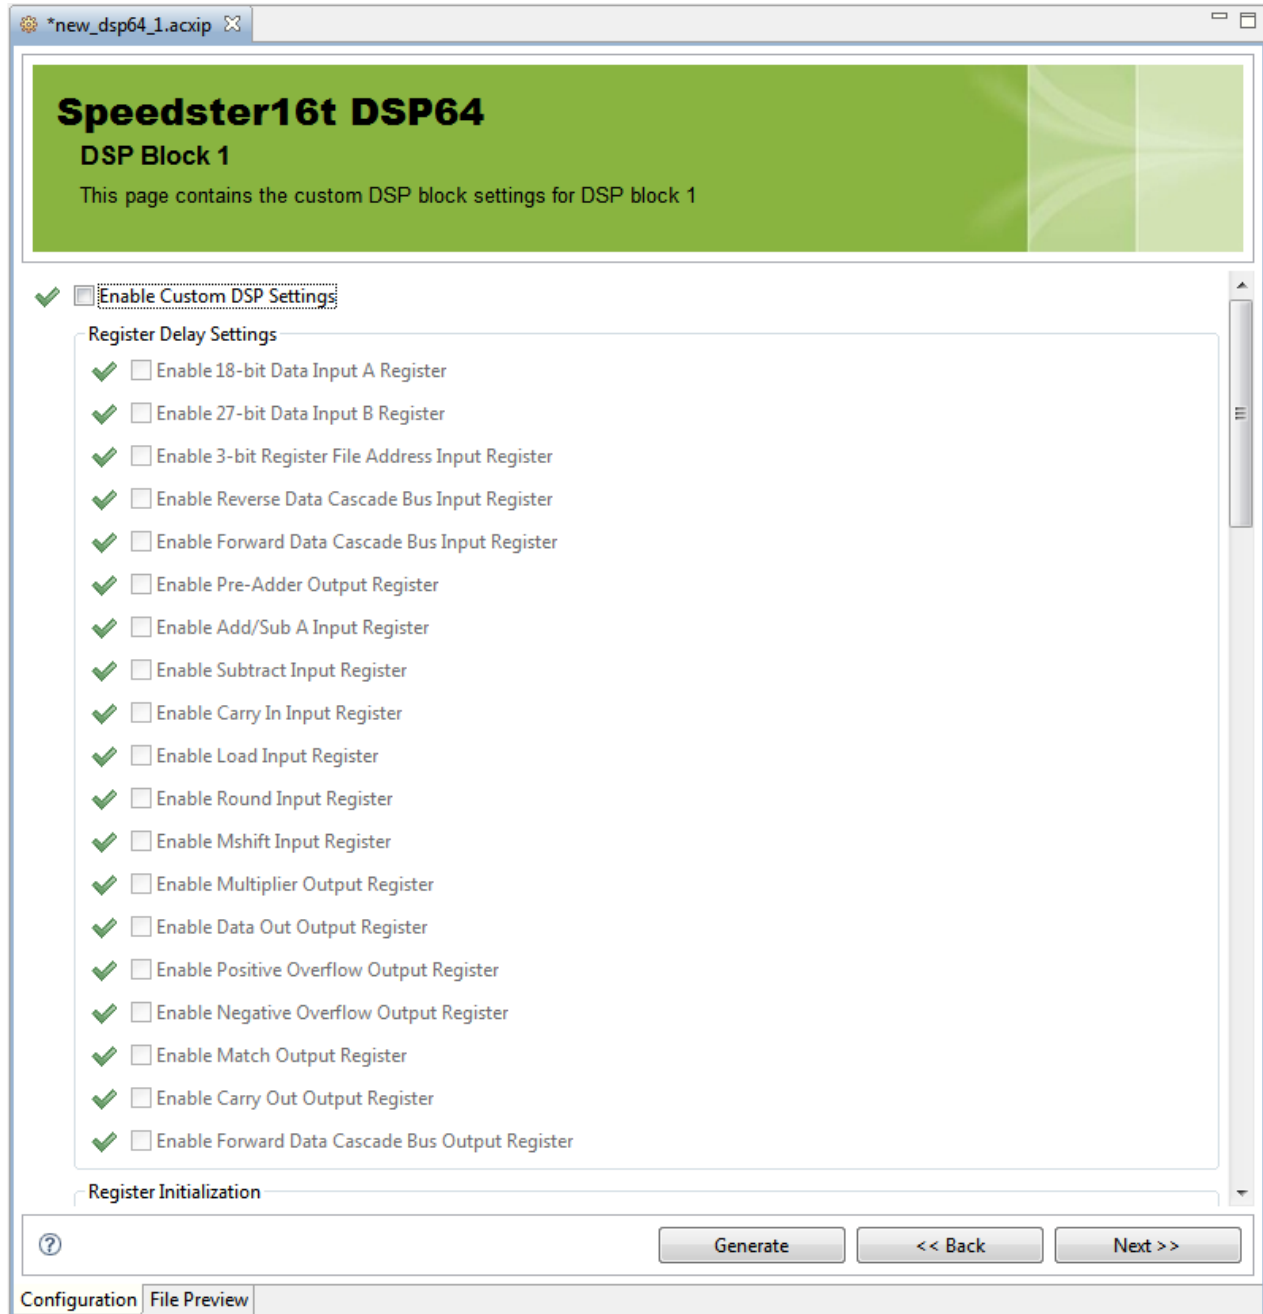 *new_dsp64_1.acxip
Speedster16t DSP64
DSP Block 1
This page contains the custom DSP block settings for DSP block 1
Enable Custom DSP Settings
Register Delay Settings
Enable 18-bit Data Input A Register
Enable 27-bit Data Input B Register
Enable 3-bit Register File Address Input Register
Enable Reverse Data Cascade Bus Input Register
Enable Forward Data Cascade Bus Input Register
Enable Pre-Adder Output Register
Enable Add/Sub A Input Register
Enable Subtract Input Register
Enable Carry In Input Register
Enable Load Input Register
Enable Round Input Register
Enable Mshift Input Register
Enable Multiplier Output Register
Enable Data Out Output Register
Enable Positive Overflow Output Register
Enable Negative Overflow Output Register
Enable Match Output Register
Enable Carry Out Output Register
Enable Forward Data Cascade Bus Output Register
Register Initialization
? Generate << Back Next >>
Configuration File Preview